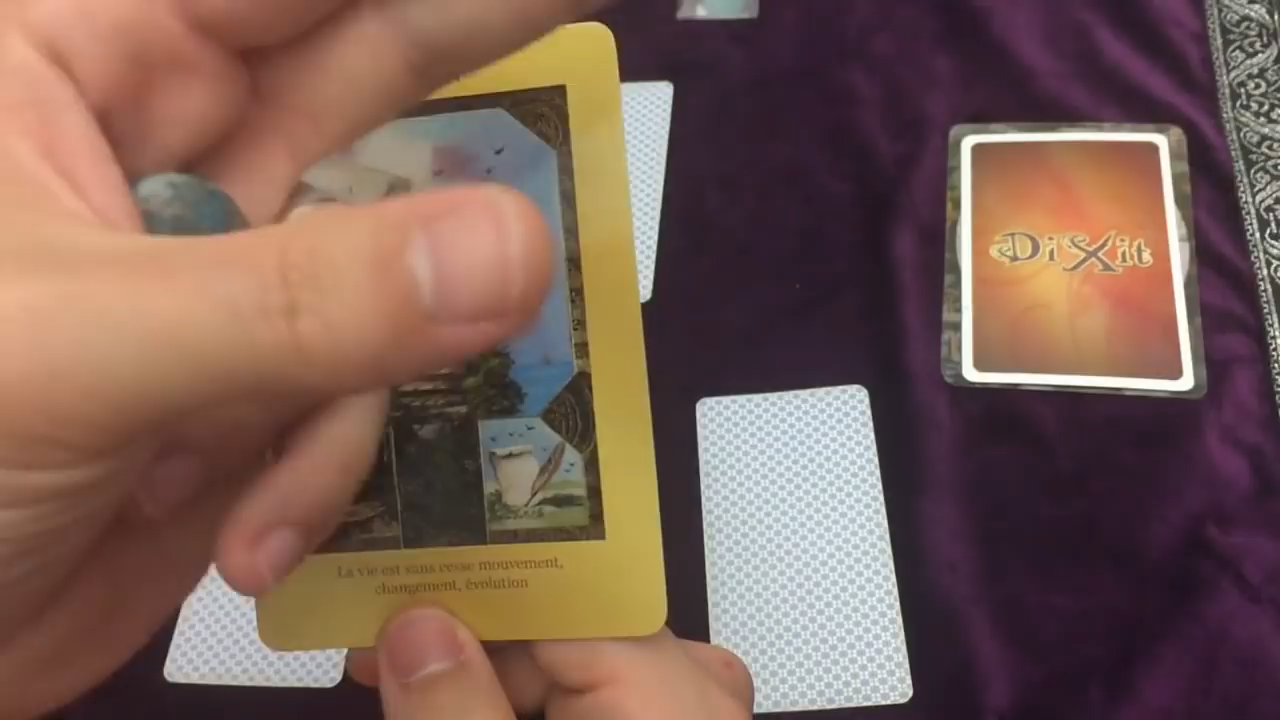 DiXit
La vie est sans cesse mouvement,
changement, évolution